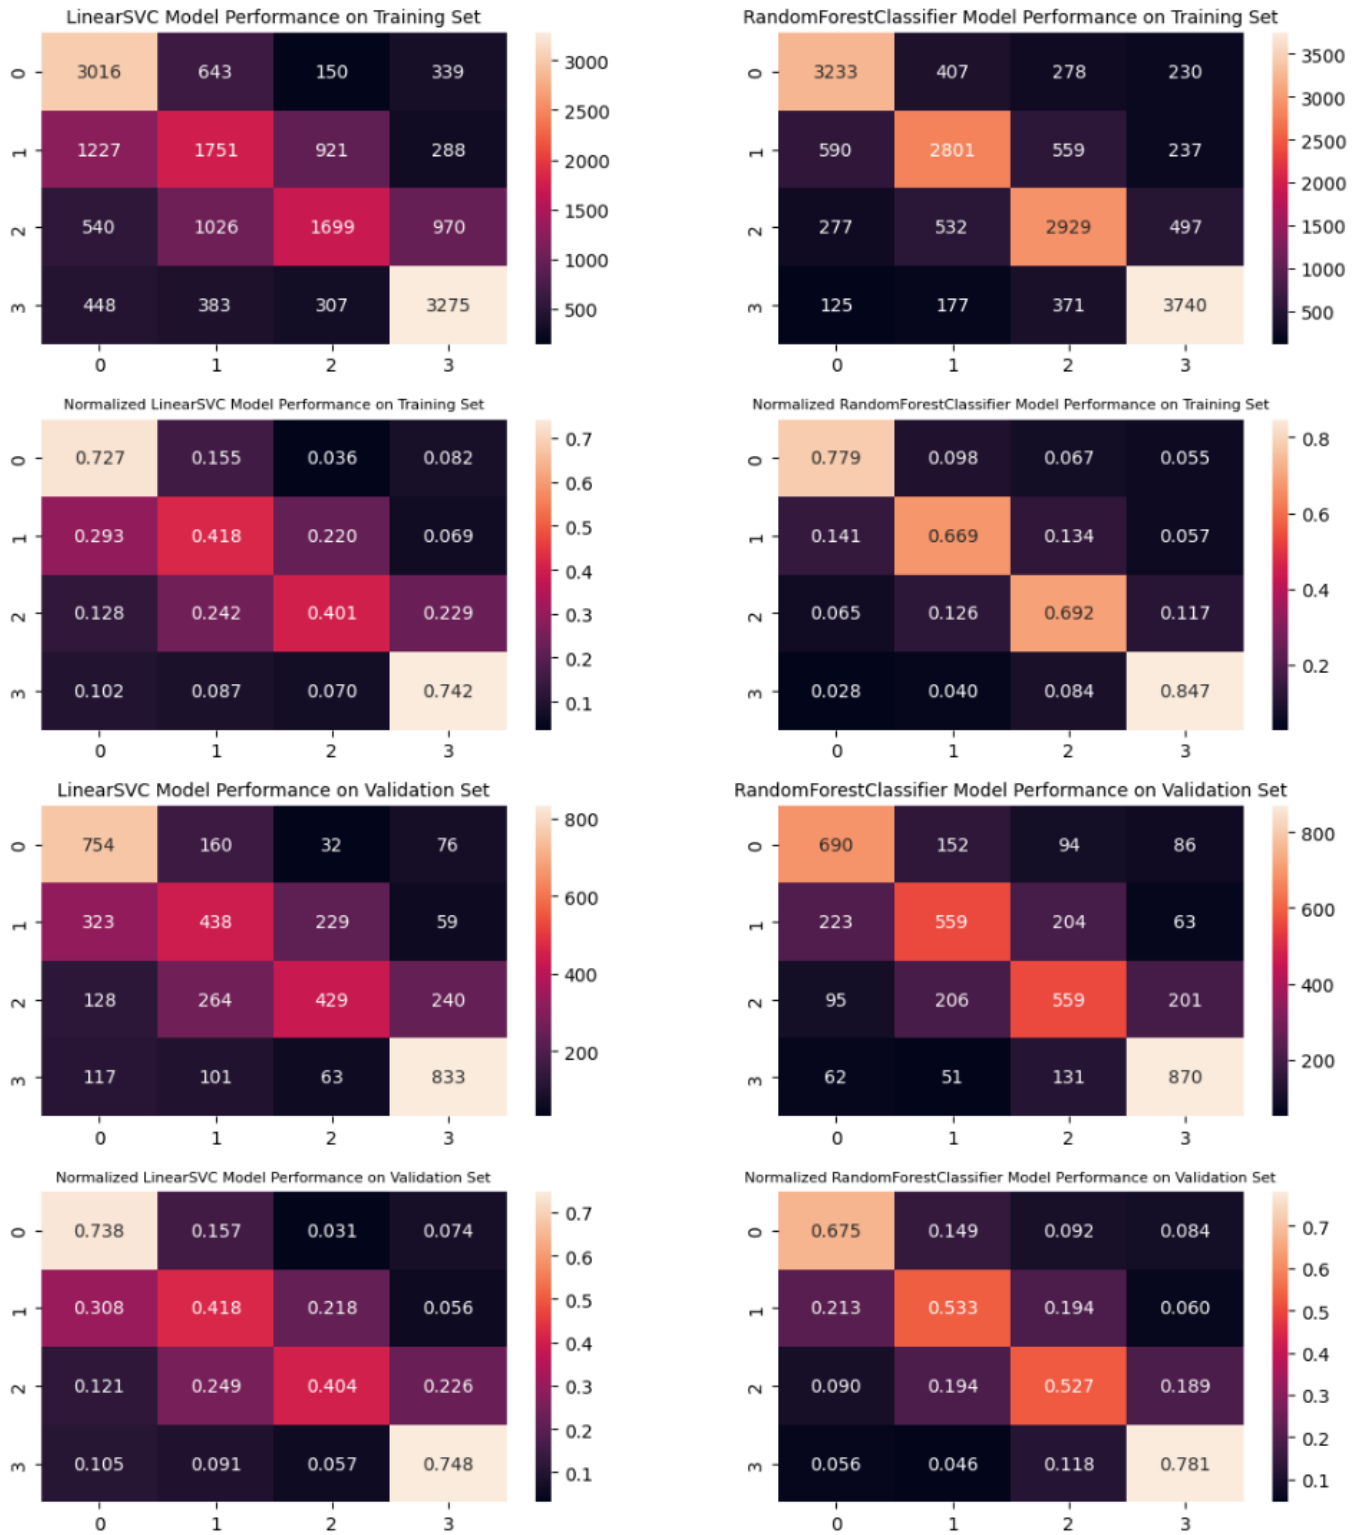 LinearSVC Model Performance on Training Set
0 3016 643 150 339
1 1227 1751 921 288
2 540 1026 1699 970
3 448 383 307 3275
0 1 2 3
3000
2500
2000
1500
1000
500
RandomForestClassifier Model Performance on Training Set
0 3233 407 278 230
1 590 2801 559 237
2 277 532 2929 497
3 125 177 371 3740
0 1 2 3
3500
3000
2500
2000
1500
1000
500
Normalized LinearSVC Model Performance on Training Set
0 0.727 0.155 0.036 0.082
1 0.293 0.418 0.220 0.069
2 0.128 0.242 0.401 0.229
3 0.102 0.087 0.070 0.742
0 1 2 3
0.7
0.6
0.5
0.4
0.3
0.2
0.1
Normalized RandomForestClassifier Model Performance on Training Set
0 0.779 0.098 0.067 0.055
1 0.141 0.669 0.134 0.057
2 0.065 0.126 0.692 0.117
3 0.028 0.040 0.084 0.847
0 1 2 3
0.8
0.6
0.4
0.2
LinearSVC Model Performance on Validation Set
0 754 160 32 76
1 323 438 229 59
2 128 264 429 240
3 117 101 63 833
0 1 2 3
800
600
400
200
RandomForestClassifier Model Performance on Validation Set
0 690 152 94 86
1 223 559 204 63
2 95 206 559 201
3 62 51 131 870
0 1 2 3
800
600
400
200
Normalized LinearSVC Model Performance on Validation Set
0 0.738 0.157 0.031 0.074
1 0.308 0.418 0.218 0.056
2 0.121 0.249 0.404 0.226
3 0.105 0.091 0.057 0.748
0 1 2 3
0.7
0.6
0.5
0.4
0.3
0.2
0.1
Normalized RandomForestClassifier Model Performance on Validation Set
0 0.675 0.149 0.092 0.084
1 0.213 0.533 0.194 0.060
2 0.090 0.194 0.527 0.189
3 0.056 0.046 0.118 0.781
0 1 2 3
0.7
0.6
0.5
0.4
0.3
0.2
0.1